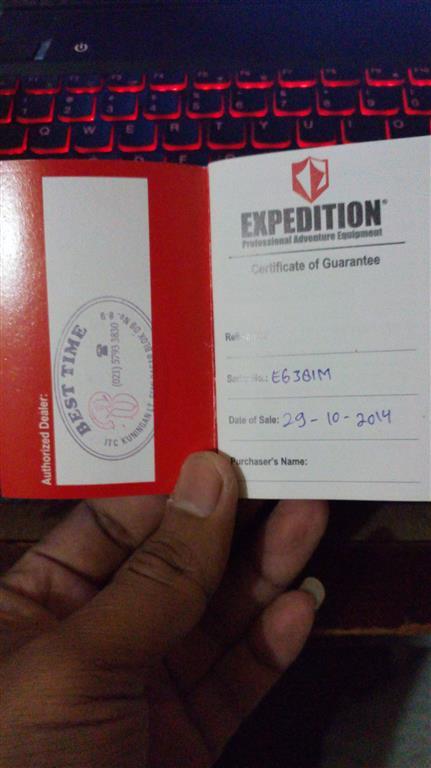 Authorized Dealer:
BEST TIME
(021) 5793 3830
ITC KUNINGAN LT.
EXPEDITION®
Professional Adventure Equipment
Certificate of Guarantee
No.: E6381M
Date of Sale: 29-10-2014
Purchaser's Name:
Q W E R T Y U I O